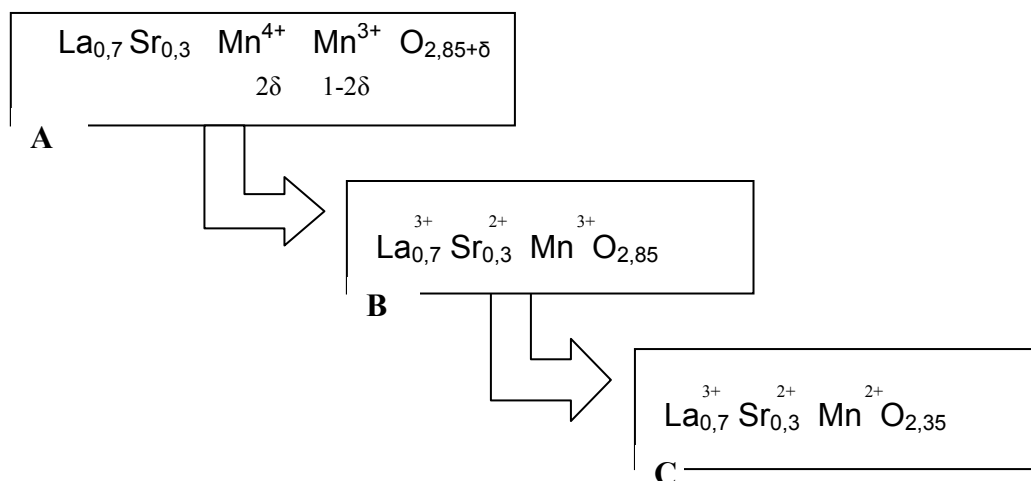 La0,7 Sr0,3 Mn4+ Mn3+ O2,85+δ
2δ 1-2δ
A
3+ 2+ 3+
La0,7 Sr0,3 Mn O2,85
B
3+ 2+ 2+
La0,7 Sr0,3 Mn O2,35
C